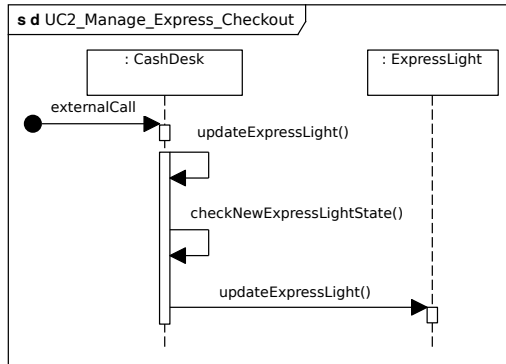 s d UC2_Manage_Express_Checkout
: CashDesk
: ExpressLight
externalCall
updateExpressLight()
checkNewExpressLightState()
updateExpressLight()